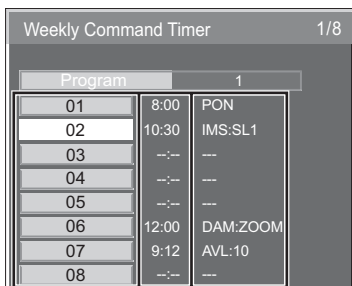 Weekly Command Timer 1/8
Program 1
01 8:00 PON
02 10:30 IMS:SL1
03 --:-- ---
04 --:-- ---
05 --:-- ---
06 12:00 DAM:ZOOM
07 9:12 AVL:10
08 --:-- ---